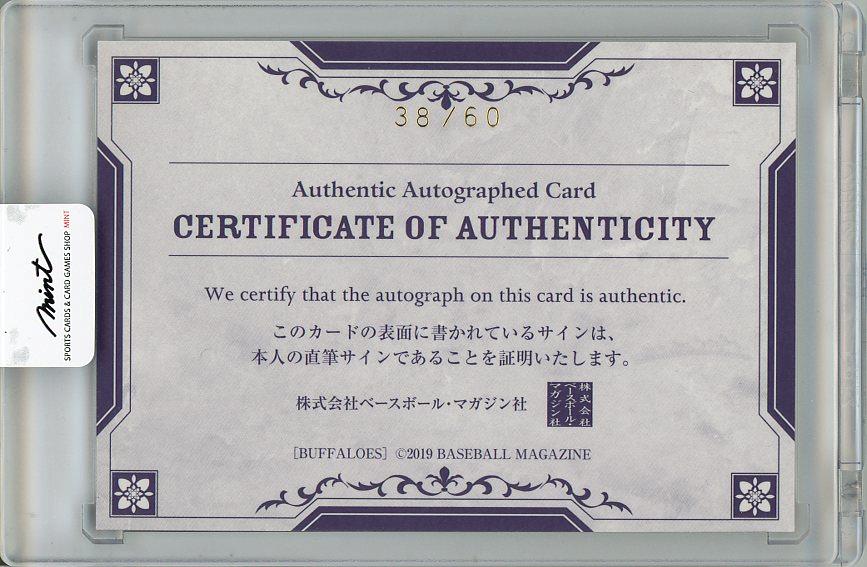 38/60
Authentic Autographed Card
CERTIFICATE OF AUTHENTICITY
We certify that the autograph on this card is authentic.
このカードの表面に書かれているサインは、
本人の直筆サインであることを証明いたします。
株式会社ベースボール・マガジン社
株式会社
ベースボール・
マガジン社
[BUFFALOES] ©2019 BASEBALL MAGAZINE
mint
SPORTS CARDS & CARD GAMES SHOP MINT